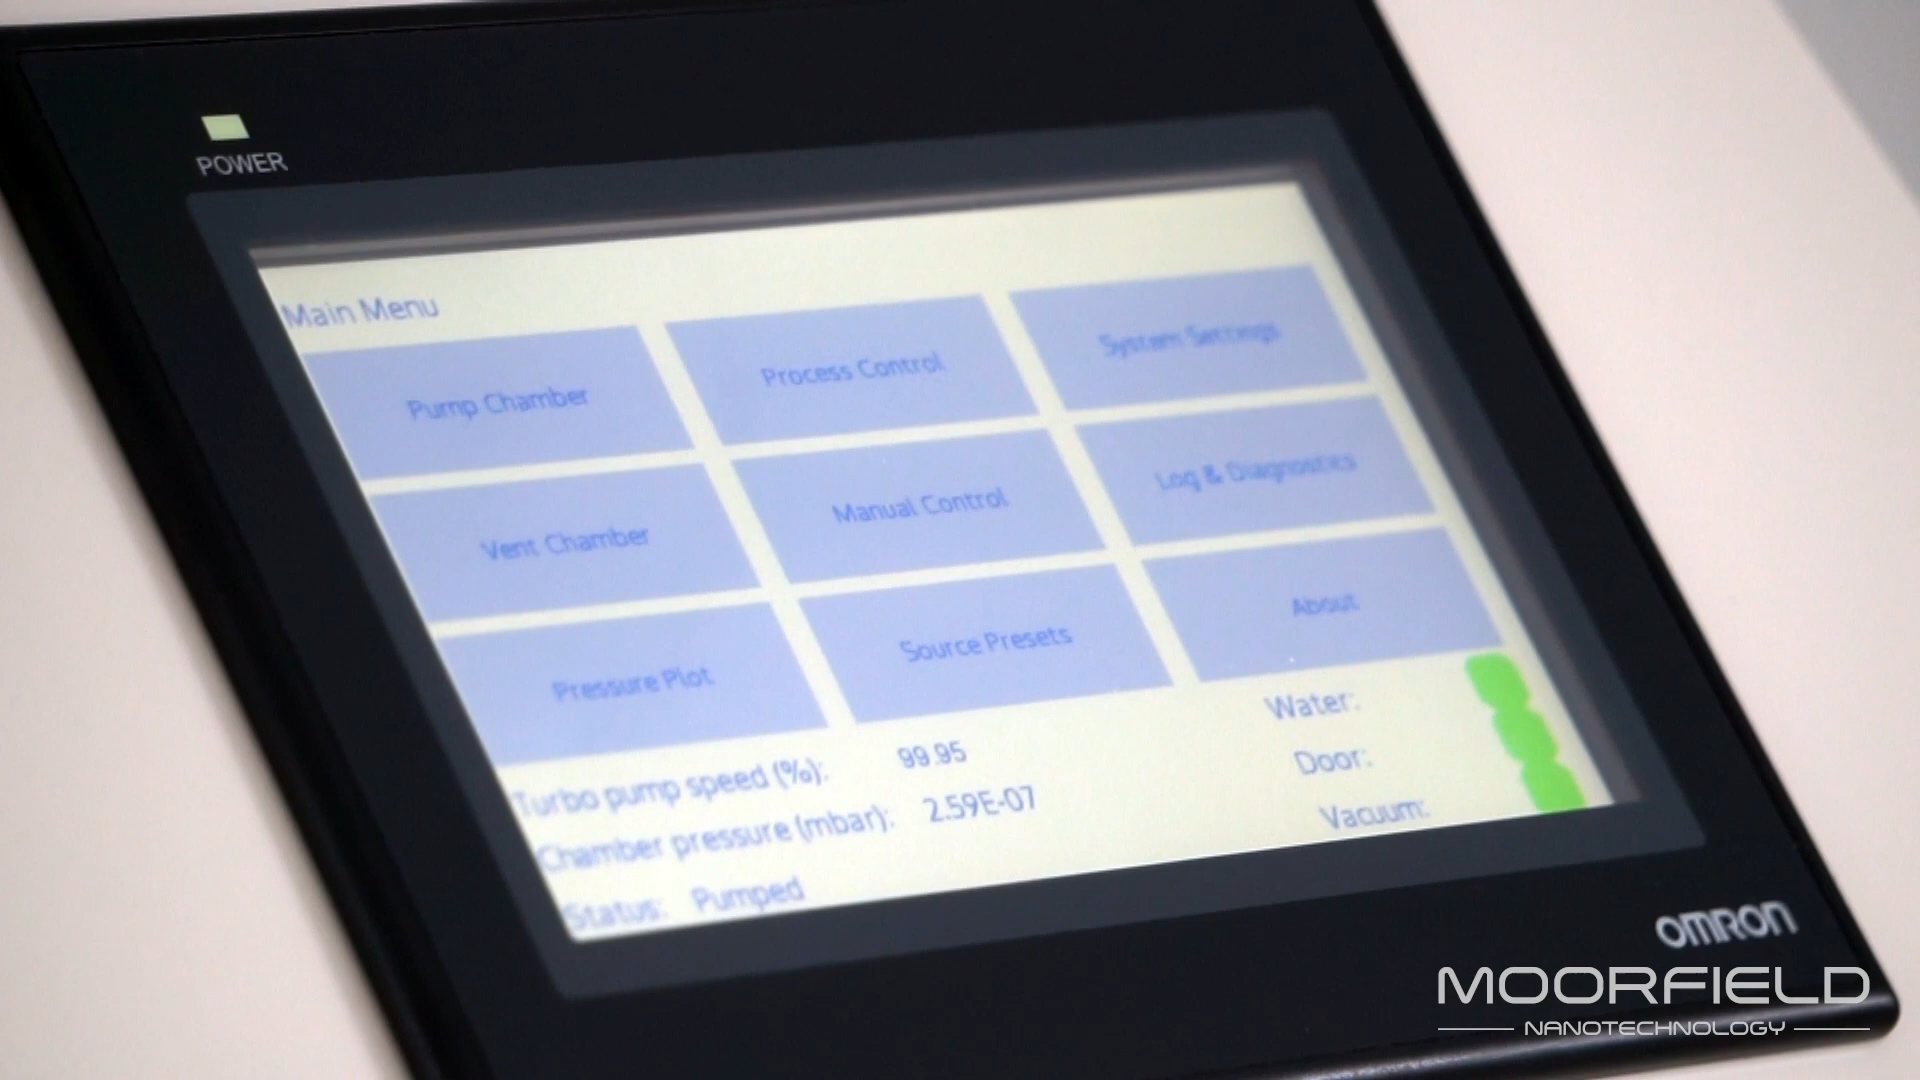 POWER
Main Menu
Pump Chamber
Process Control
System Settings
Vent Chamber
Manual Control
Log & Diagnostics
Pressure Plot
Source Presets
About
Turbo pump speed (%): 99.95
Chamber pressure (mbar): 2.59E-07
Status: Pumped
Water:
Door:
Vacuum:
OMRON
MOORFIELD
NANOTECHNOLOGY